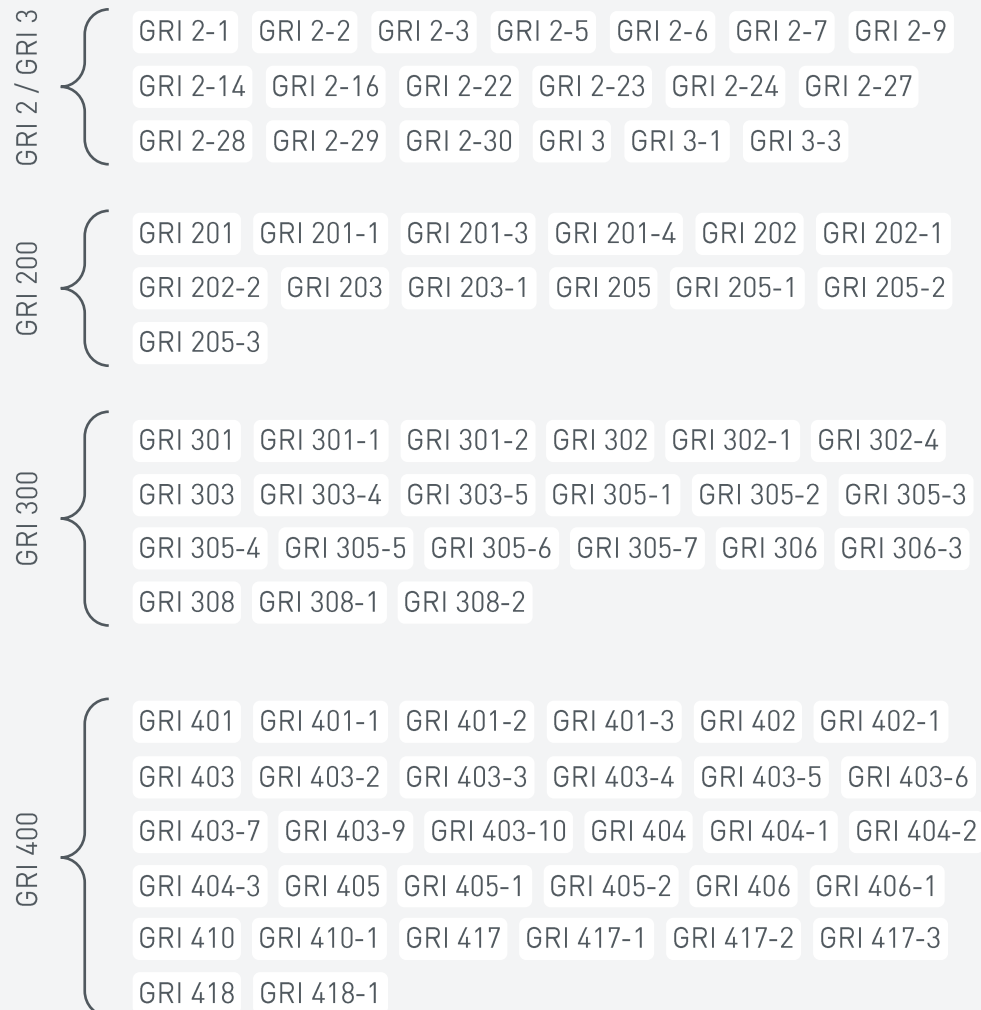 GRI 2 / GRI 3
GRI 2-1 GRI 2-2 GRI 2-3 GRI 2-5 GRI 2-6 GRI 2-7 GRI 2-9
GRI 2-14 GRI 2-16 GRI 2-22 GRI 2-23 GRI 2-24 GRI 2-27
GRI 2-28 GRI 2-29 GRI 2-30 GRI 3 GRI 3-1 GRI 3-3
GRI 200
GRI 201 GRI 201-1 GRI 201-3 GRI 201-4 GRI 202 GRI 202-1
GRI 202-2 GRI 203 GRI 203-1 GRI 205 GRI 205-1 GRI 205-2
GRI 205-3
GRI 300
GRI 301 GRI 301-1 GRI 301-2 GRI 302 GRI 302-1 GRI 302-4
GRI 303 GRI 303-4 GRI 303-5 GRI 305-1 GRI 305-2 GRI 305-3
GRI 305-4 GRI 305-5 GRI 305-6 GRI 305-7 GRI 306 GRI 306-3
GRI 308 GRI 308-1 GRI 308-2
GRI 400
GRI 401 GRI 401-1 GRI 401-2 GRI 401-3 GRI 402 GRI 402-1
GRI 403 GRI 403-2 GRI 403-3 GRI 403-4 GRI 403-5 GRI 403-6
GRI 403-7 GRI 403-9 GRI 403-10 GRI 404 GRI 404-1 GRI 404-2
GRI 404-3 GRI 405 GRI 405-1 GRI 405-2 GRI 406 GRI 406-1
GRI 410 GRI 410-1 GRI 417 GRI 417-1 GRI 417-2 GRI 417-3
GRI 418 GRI 418-1